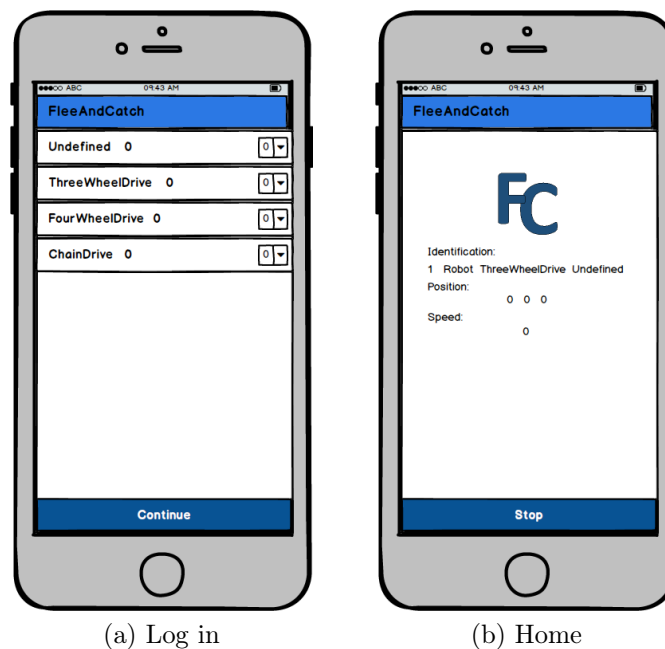 ABC 09:43 AM
FleeAndCatch
Undefined 0 0
ThreeWheelDrive 0 0
FourWheelDrive 0 0
ChainDrive 0 0
Continue
(a) Log in
ABC 09:43 AM
FleeAndCatch
FC
Identification:
1 Robot ThreeWheelDrive Undefined
Position:
0 0 0
Speed:
0
Stop
(b) Home